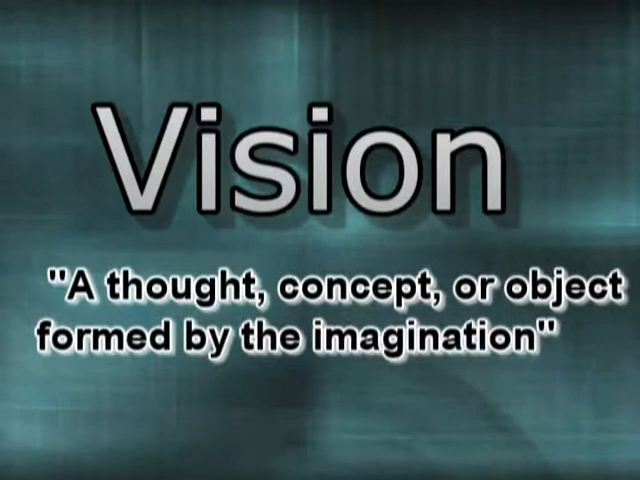 Vision
"A thought, concept, or object
formed by the imagination"